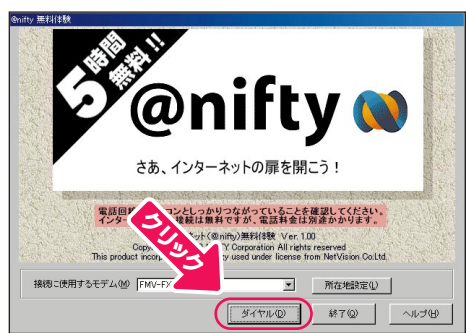 @nifty 無料体験
5時間
無料!!
@nifty
さあ、インターネットの扉を開こう！
電話回 コンとしっかりつながっていることを確認してください。
インター 接続は無料ですが、電話料金は別途かかります。
ット(@nifty)無料体験 Ver.1.00
Copy Y Corporation All rights reserved
This product incorp y used under license from NetVision Co.Ltd.
クリック
接続に使用するモデム(M) FMV-FX
所在地設定(L)
ダイヤル(D) 終了(Q) ヘルプ(H)